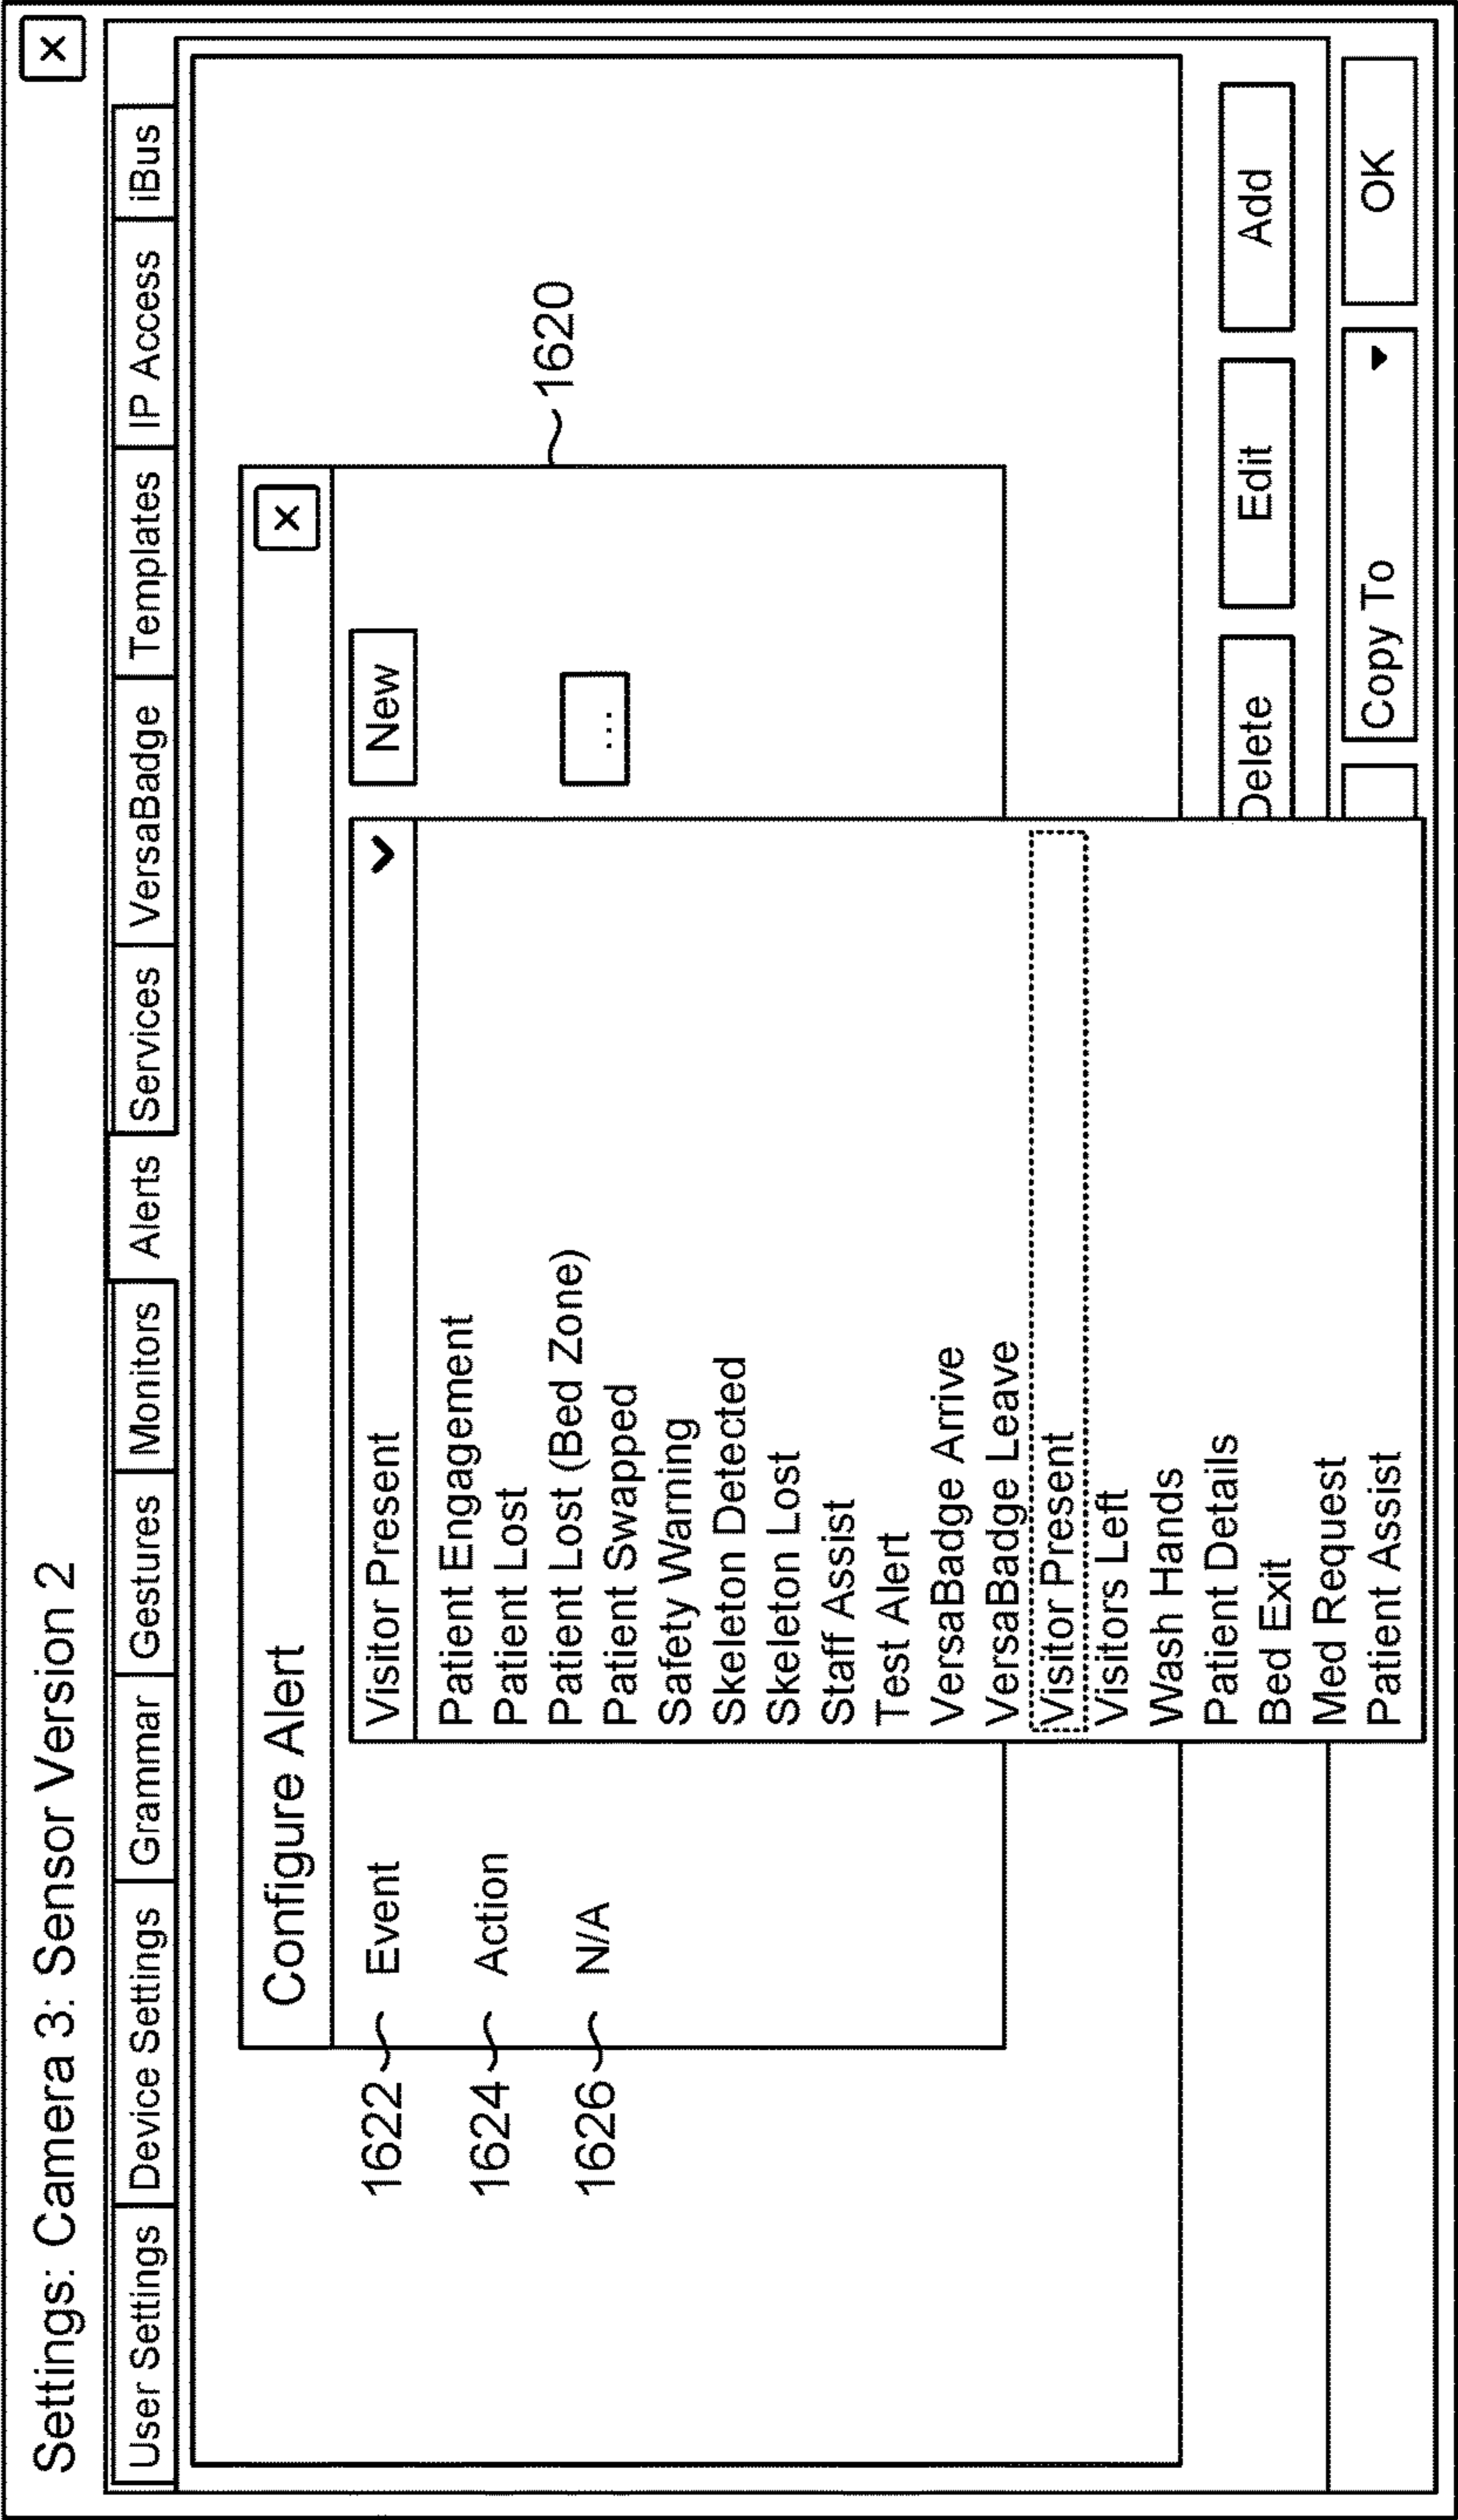 Settings: Camera 3: Sensor Version 2 x
User Settings Device Settings Grammar Gestures Monitors Alerts Services VersaBadge Templates IP Access iBus
Configure Alert x
1622 Event Visitor Present New
1624 Action
1626 N/A ...
1620
Patient Engagement
Patient Lost
Patient Lost (Bed Zone)
Patient Swapped
Safety Warning
Skeleton Detected
Skeleton Lost
Staff Assist
Test Alert
VersaBadge Arrive
VersaBadge Leave
Visitor Present
Visitors Left
Wash Hands
Patient Details
Bed Exit
Med Request
Patient Assist
Delete Edit Add
Copy To OK